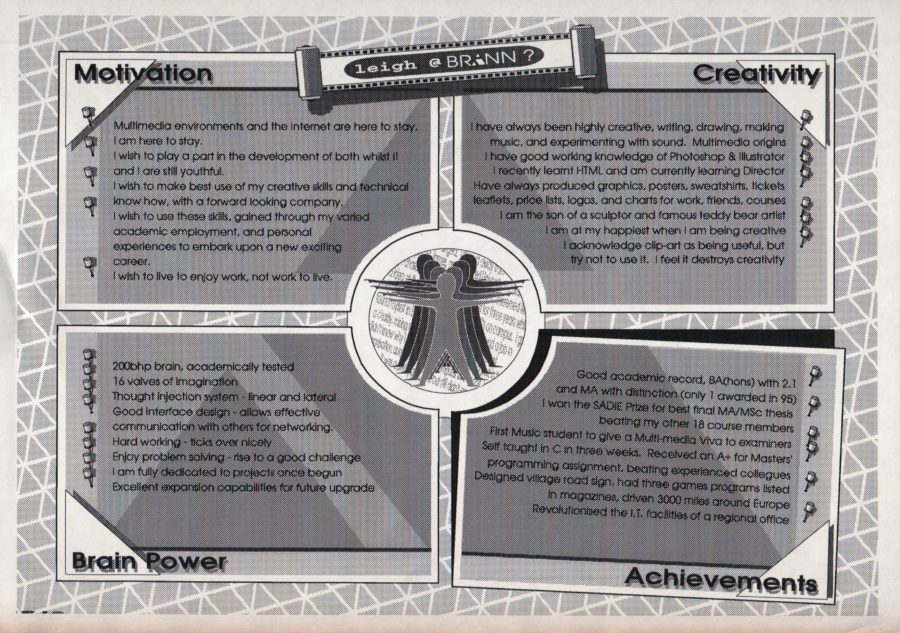 leigh @ BRANN ?
Motivation
Multimedia environments and the internet are here to stay.
I am here to stay.
I wish to play a part in the development of both whilst it
and I are still youthful.
I wish to make best use of my creative skills and technical
know how, with a forward looking company.
I wish to use these skills, gained through my varied
academic employment, and personal
experiences to embark upon a new exciting
career.
I wish to live to enjoy work, not work to live.
Creativity
I have always been highly creative, writing, drawing, making
music, and experimenting with sound. Multimedia origins
I have good working knowledge of Photoshop & Illustrator
I recently learnt HTML and am currently learning Director
Have always produced graphics, posters, sweatshirts, tickets
leaflets, price lists, logos, and charts for work, friends, courses
I am the son of a sculptor and famous teddy bear artist
I am at my happiest when I am being creative
I acknowledge clip-art as being useful, but
try not to use it. I feel it destroys creativity
200bhp brain, academically tested
16 valves of imagination
Thought injection system - linear and lateral
Good interface design - allows effective
communication with others for networking.
Hard working - ticks over nicely
Enjoy problem solving - rise to a good challenge
I am fully dedicated to projects once begun
Excellent expansion capabilities for future upgrade
Brain Power
Good academic record, BA(hons) with 2.1
and MA with distinction (only 1 awarded in 95)
I won the SADIE Prize for best final MA/MSc thesis
beating my other 18 course members
First Music student to give a Multi-media Viva to examiners
Self taught in C in three weeks. Received an A+ for Masters'
programming assignment, beating experienced collegues
Designed village road sign, had three games programs listed
in magazines, driven 3000 miles around Europe
Revolutionised the I.T. facilities of a regional office
Achievements